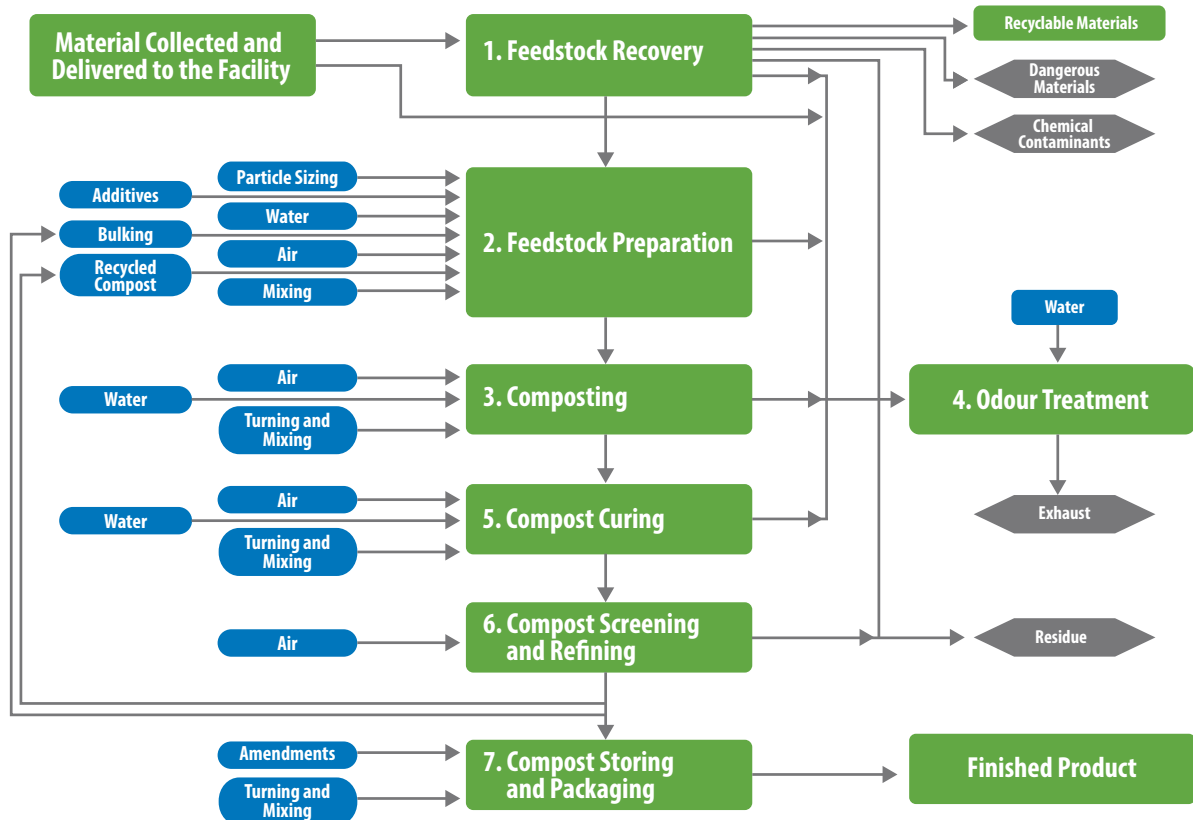 Material Collected and
Delivered to the Facility
1. Feedstock Recovery
Recyclable Materials
Dangerous
Materials
Chemical
Contaminants
Particle Sizing
Additives
Water
Bulking
Air
Recycled
Compost
Mixing
2. Feedstock Preparation
Water
Air
Water
Turning and
Mixing
3. Composting
4. Odour Treatment
Air
Water
Turning and
Mixing
5. Compost Curing
Exhaust
Air
6. Compost Screening
and Refining
Residue
Amendments
Turning and
Mixing
7. Compost Storing
and Packaging
Finished Product